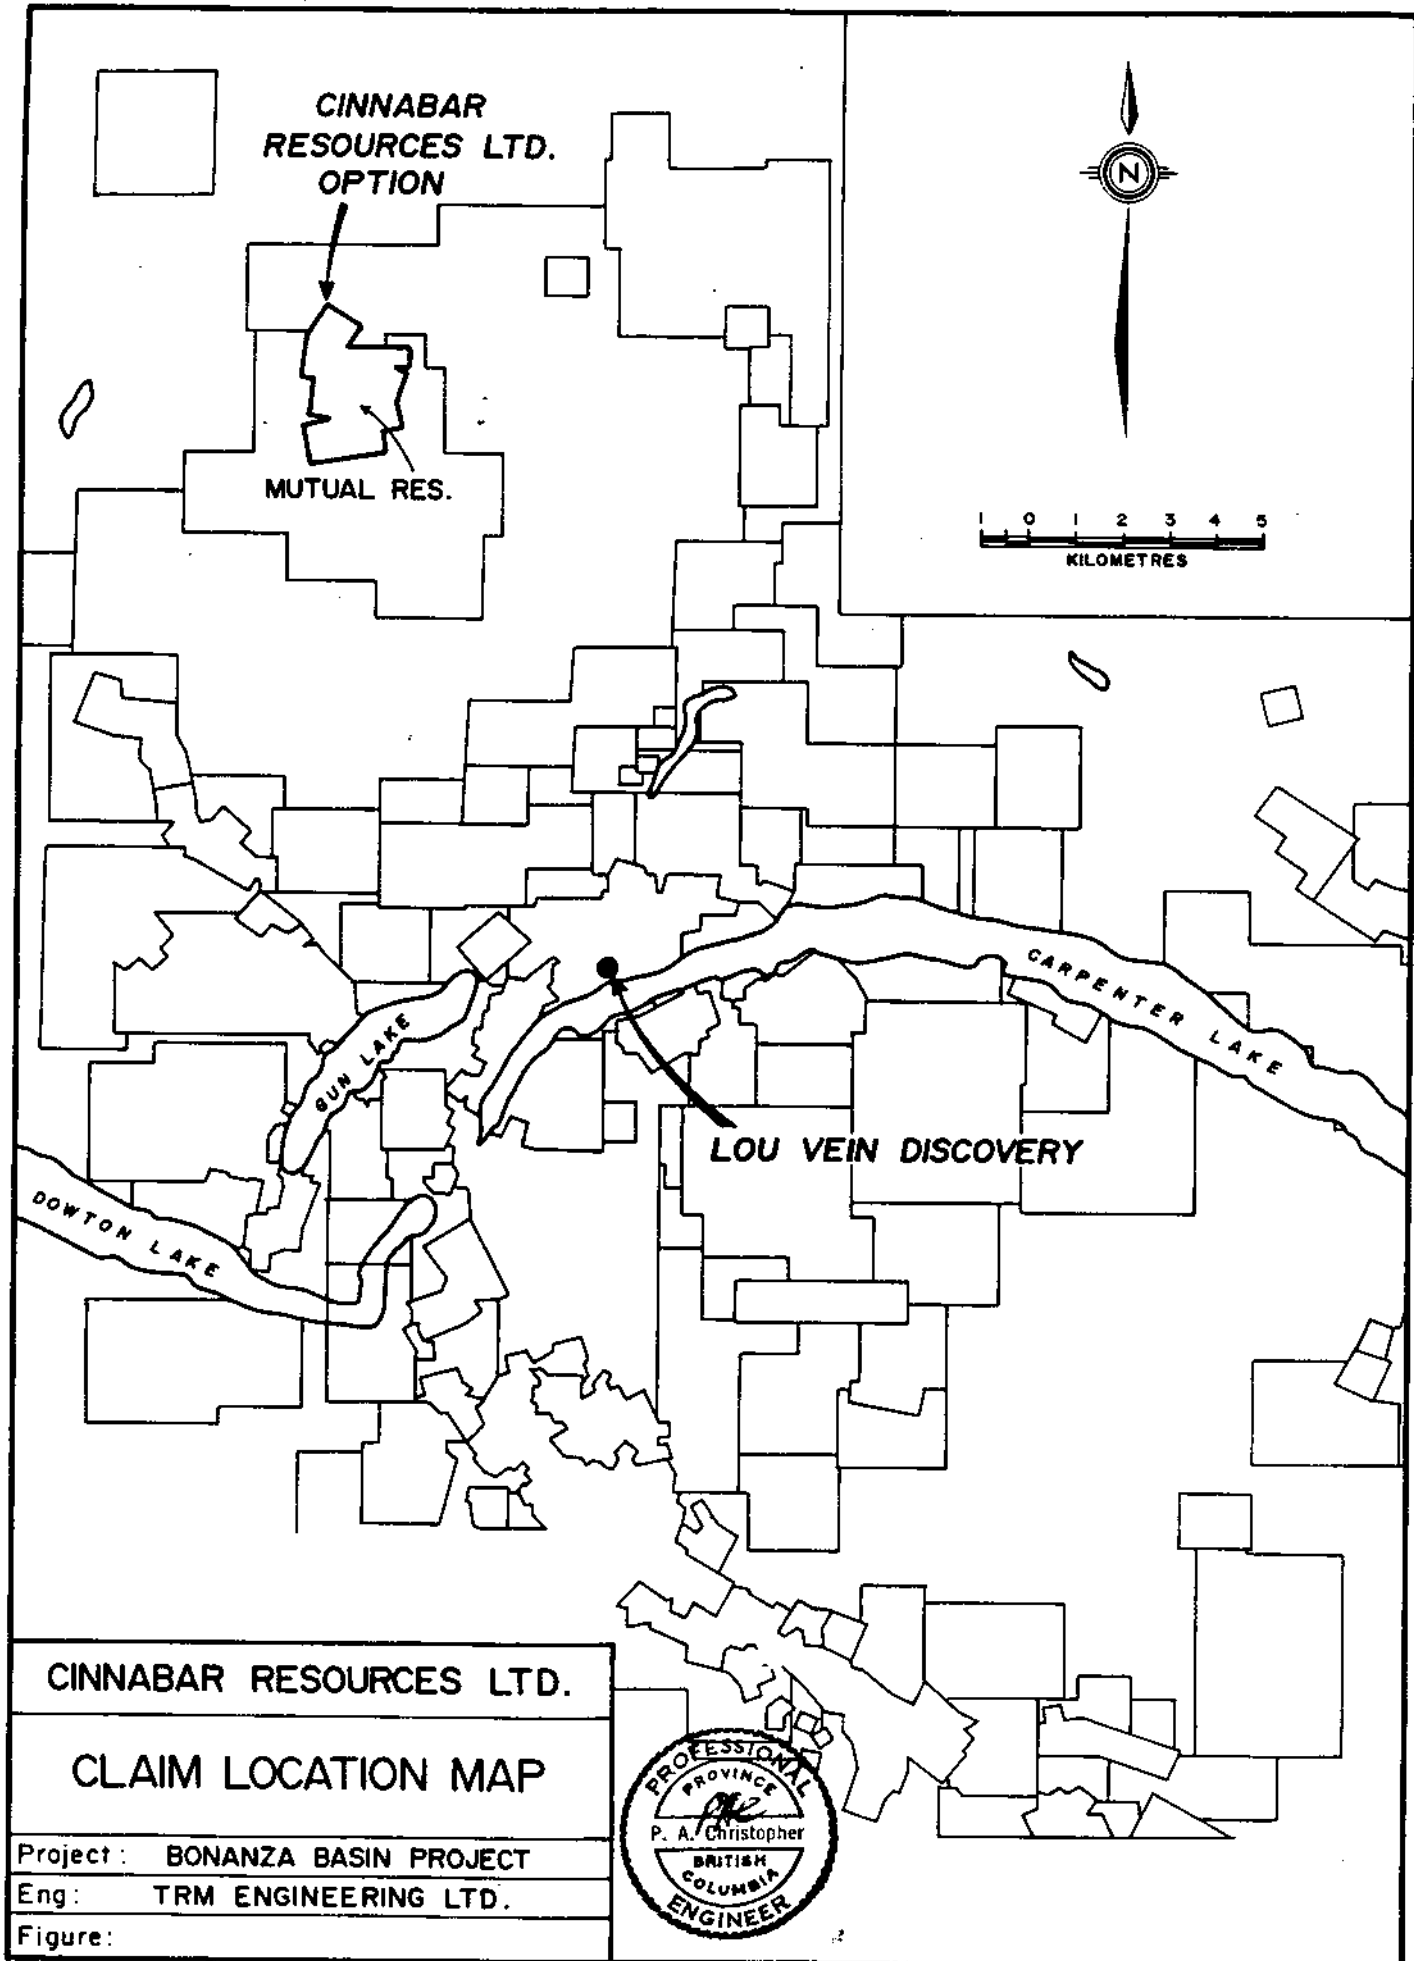 CINNABAR
RESOURCES LTD.
OPTION
N
MUTUAL RES.
1 0 1 2 3 4 5
KILOMETRES
CARPENTER LAKE
GUN LAKE
LOU VEIN DISCOVERY
DOWTON LAKE
CINNABAR RESOURCES LTD.
CLAIM LOCATION MAP
Project: BONANZA BASIN PROJECT
Eng: TRM ENGINEERING LTD.
Figure:
PROFESSIONAL
PROVINCE
P. A. Christopher
BRITISH
COLUMBIA
ENGINEER